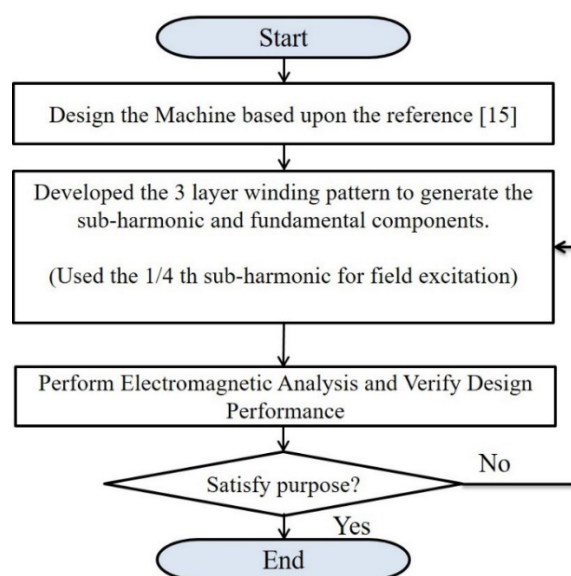 Start
Design the Machine based upon the reference [15]
Developed the 3 layer winding pattern to generate the
sub-harmonic and fundamental components.
(Used the 1/4 th sub-harmonic for field excitation)
Perform Electromagnetic Analysis and Verify Design
Performance
Satisfy purpose?
No
Yes
End